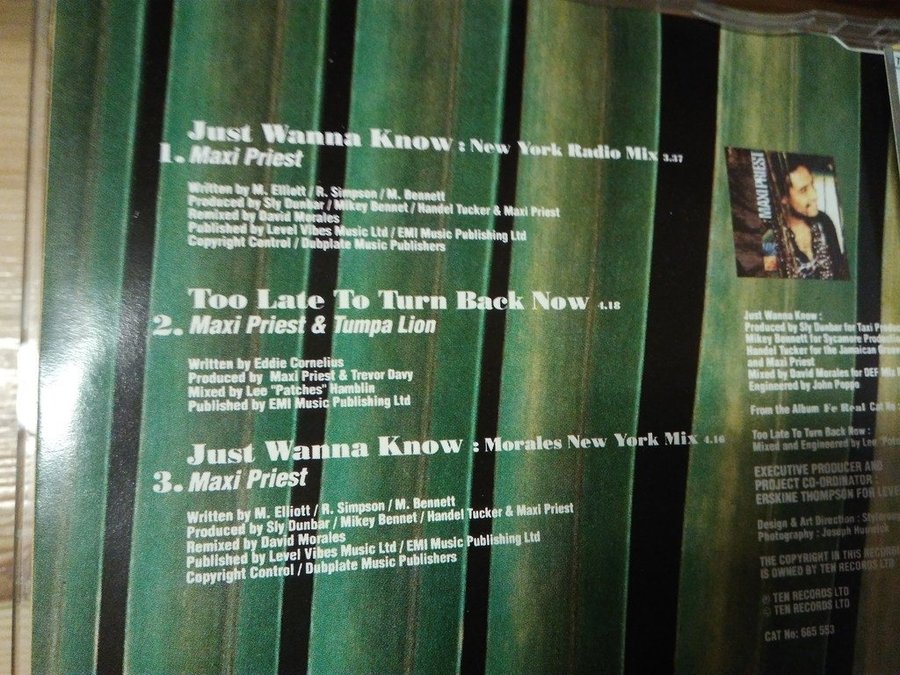 Just Wanna Know : New York Radio Mix 3.37
1. Maxi Priest
Written by M. Elliott / R. Simpson / M. Bennett
Produced by Sly Dunbar / Mikey Bennet / Handel Tucker & Maxi Priest
Remixed by David Morales
Published by Level Vibes Music Ltd / EMI Music Publishing Ltd
Copyright Control / Dubplate Music Publishers
Too Late To Turn Back Now 4.18
2. Maxi Priest & Tumpa Lion
Written by Eddie Cornelius
Produced by Maxi Priest & Trevor Davy
Mixed by Lee "Patches" Hamblin
Published by EMI Music Publishing Ltd
Just Wanna Know : Morales New York Mix 4.16
3. Maxi Priest
Written by M. Elliott / R. Simpson / M. Bennett
Produced by Sly Dunbar / Mikey Bennet / Handel Tucker & Maxi Priest
Remixed by David Morales
Published by Level Vibes Music Ltd / EMI Music Publishing Ltd
Copyright Control / Dubplate Music Publishers
MAXI PRIEST
Just Wanna Know :
Produced by Sly Dunbar for Taxi
Mikey Bennett for Sycamore
Handel Tucker for the Jamaican
and Maxi Priest
Mixed by David Morales for DEF Mix
Engineered by John Poppo
From the Album Fe Real Cat No :
Too Late To Turn Back Now :
Mixed and Engineered by Lee
EXECUTIVE PRODUCER AND
PROJECT CO-ORDINATOR :
ERSKINE THOMPSON FOR
Design & Art Direction :
Photography : Joseph
THE COPYRIGHT IN THIS
IS OWNED BY TEN RECORDS LTD
℗ TEN RECORDS LTD
© TEN RECORDS LTD
CAT No: 665 553